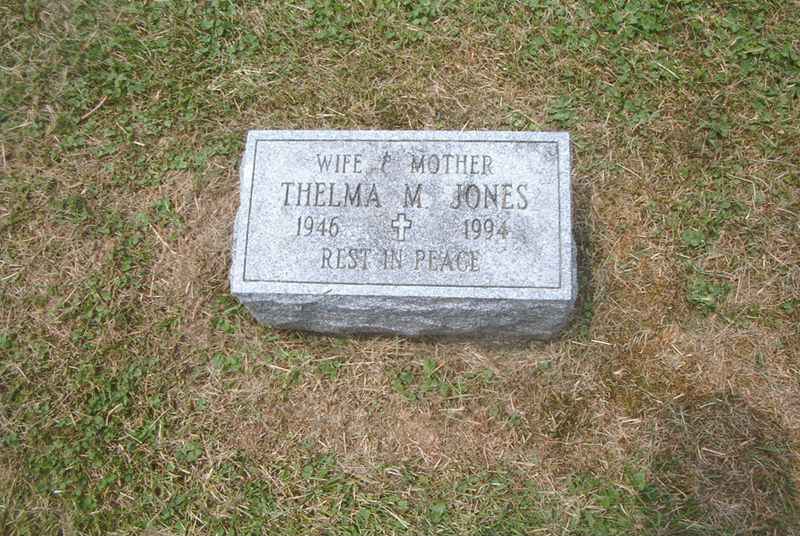 WIFE & MOTHER
THELMA M. JONES
1946 1994
REST IN PEACE